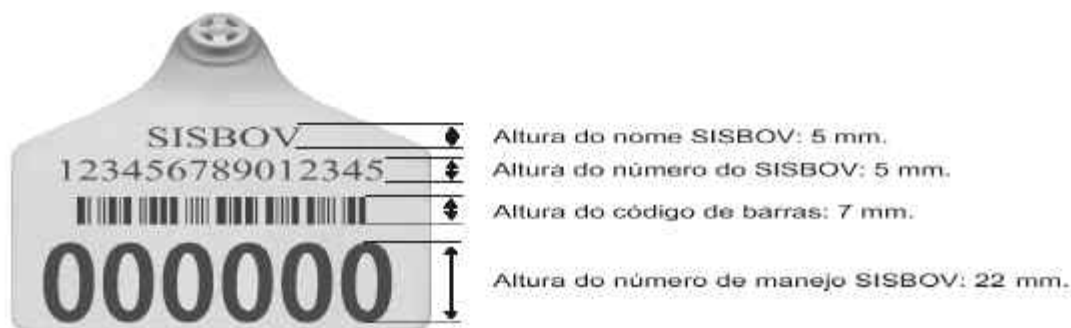 SISBOV
Altura do nome SISBOV: 5 mm.
123456789012345
Altura do número do SISBOV: 5 mm.
Altura do código de barras: 7 mm.
000000
Altura do número de manejo SISBOV: 22 mm.